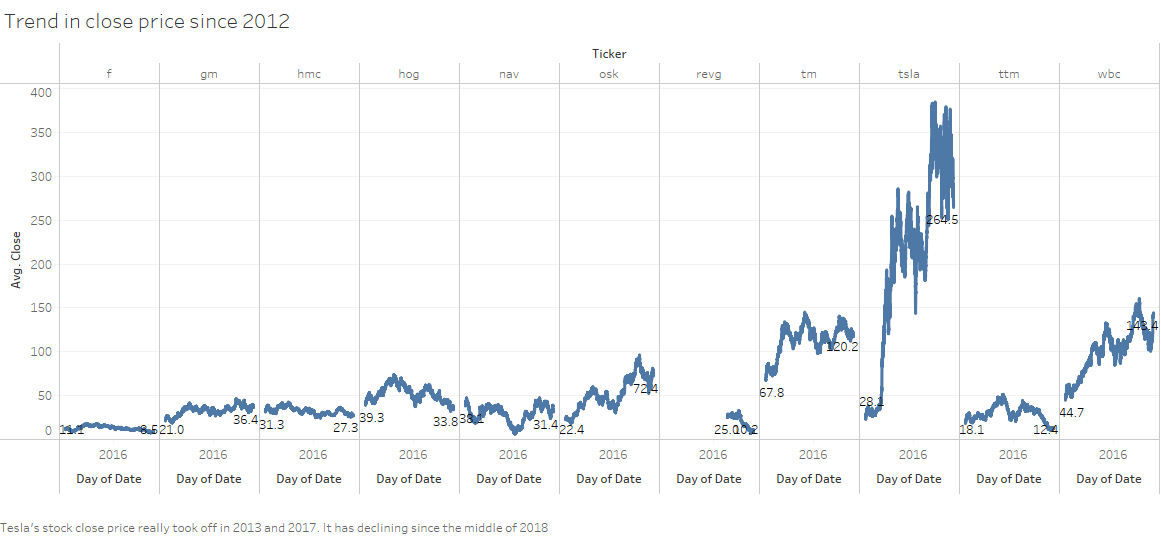 Trend in close price since 2012
Ticker
f gm hmc hog nav osk revg tm tsla ttm wbc
Avg. Close
400
350
300
250
200
150
100
50
0
264.5
143.4
120.2
67.8
72.4
44.7
28.1
36.4 31.3 27.3 39.3 33.8 31.4 22.4
21.0 25.0 10.2 18.1 12.4
2016 2016 2016 2016 2016 2016 2016 2016 2016 2016 2016
Day of Date Day of Date Day of Date Day of Date Day of Date Day of Date Day of Date Day of Date Day of Date Day of Date Day of Date
Tesla's stock close price really took off in 2013 and 2017. It has declining since the middle of 2018